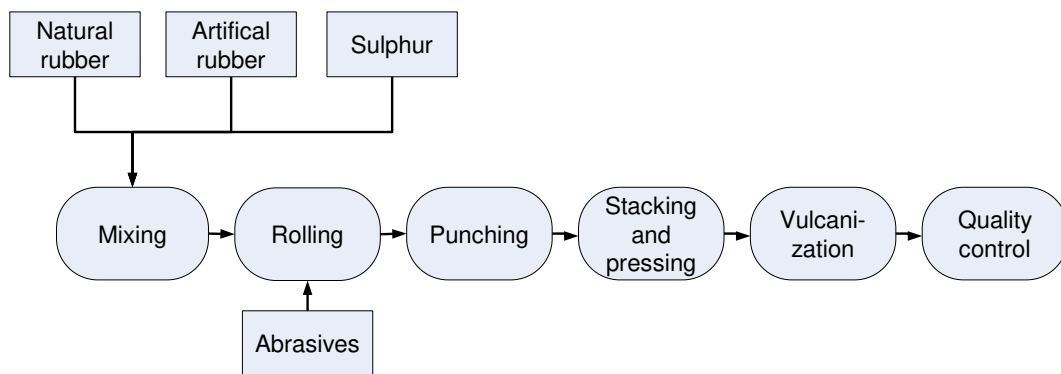 Natural
rubber
Artifical
rubber
Sulphur
Mixing
Rolling
Punching
Stacking
and
pressing
Vulcani-
zation
Quality
control
Abrasives